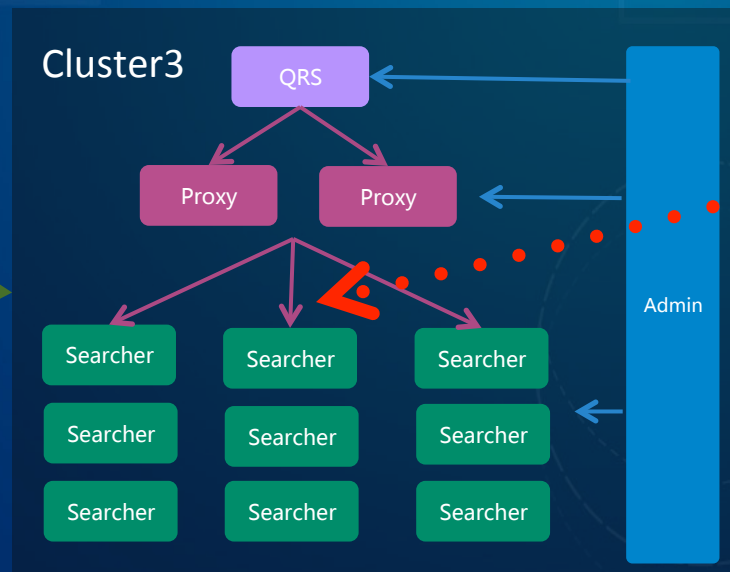 Cluster3
QRS
Proxy
Proxy
Admin
Searcher
Searcher
Searcher
Searcher
Searcher
Searcher
Searcher
Searcher
Searcher